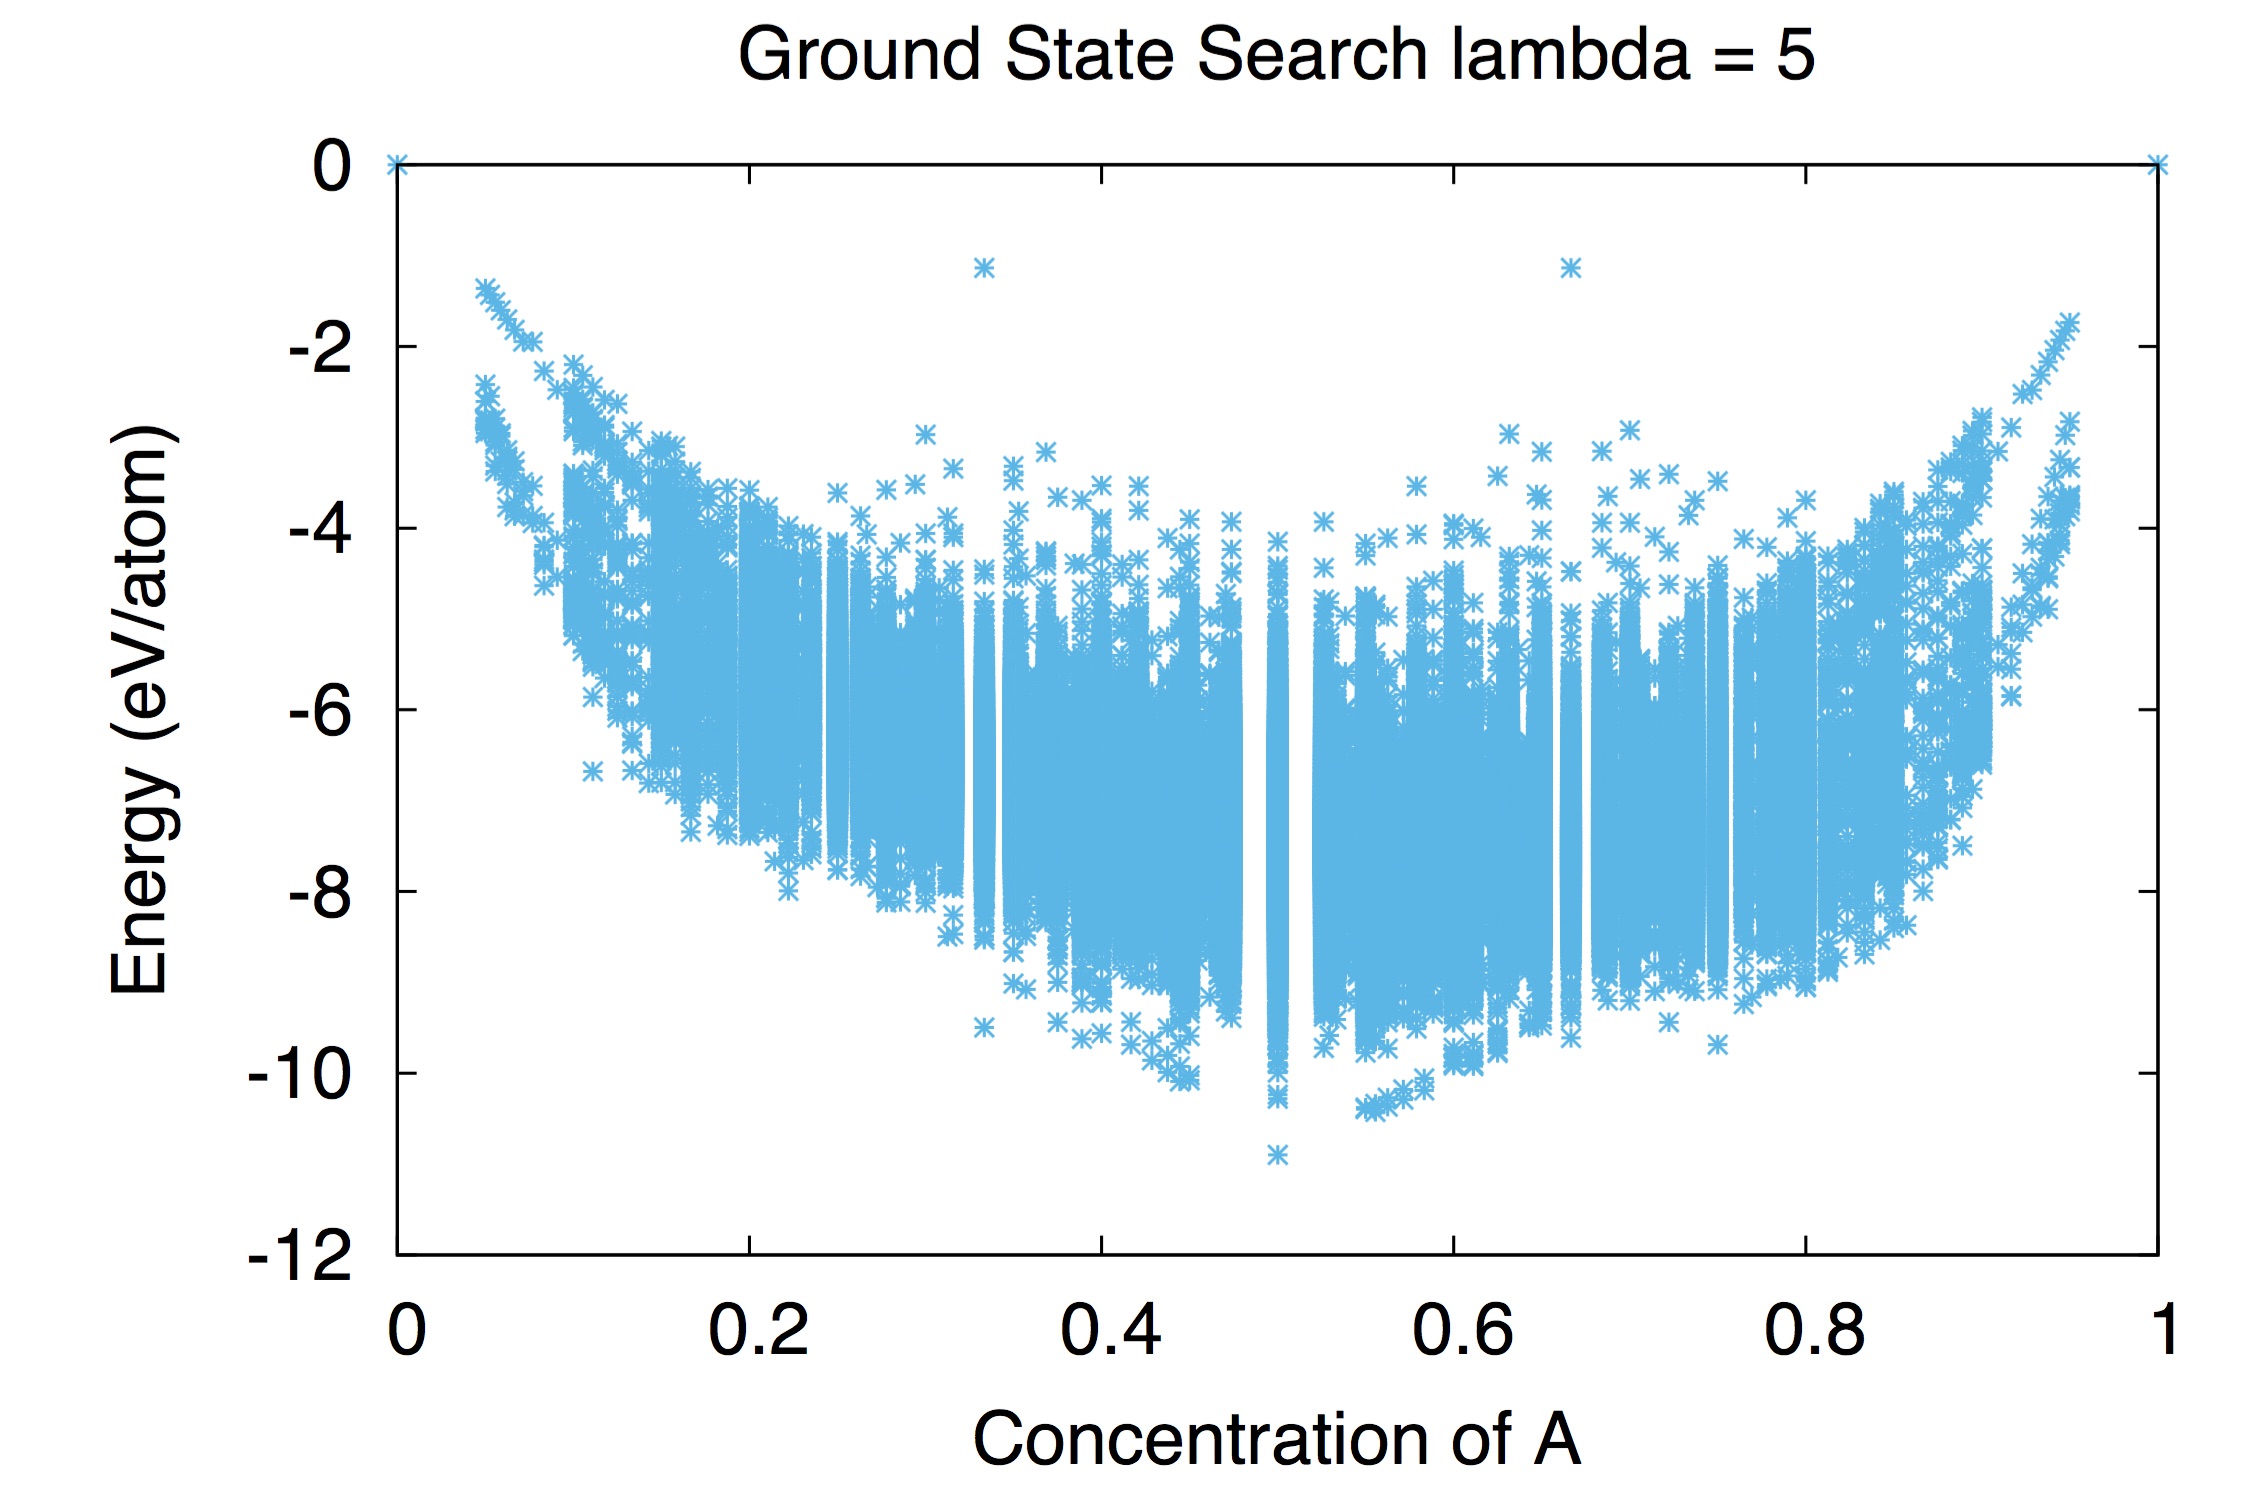 Ground State Search lambda = 5
0
-2
-4
-6
-8
-10
-12
Energy (eV/atom)
0 0.2 0.4 0.6 0.8 1
Concentration of A